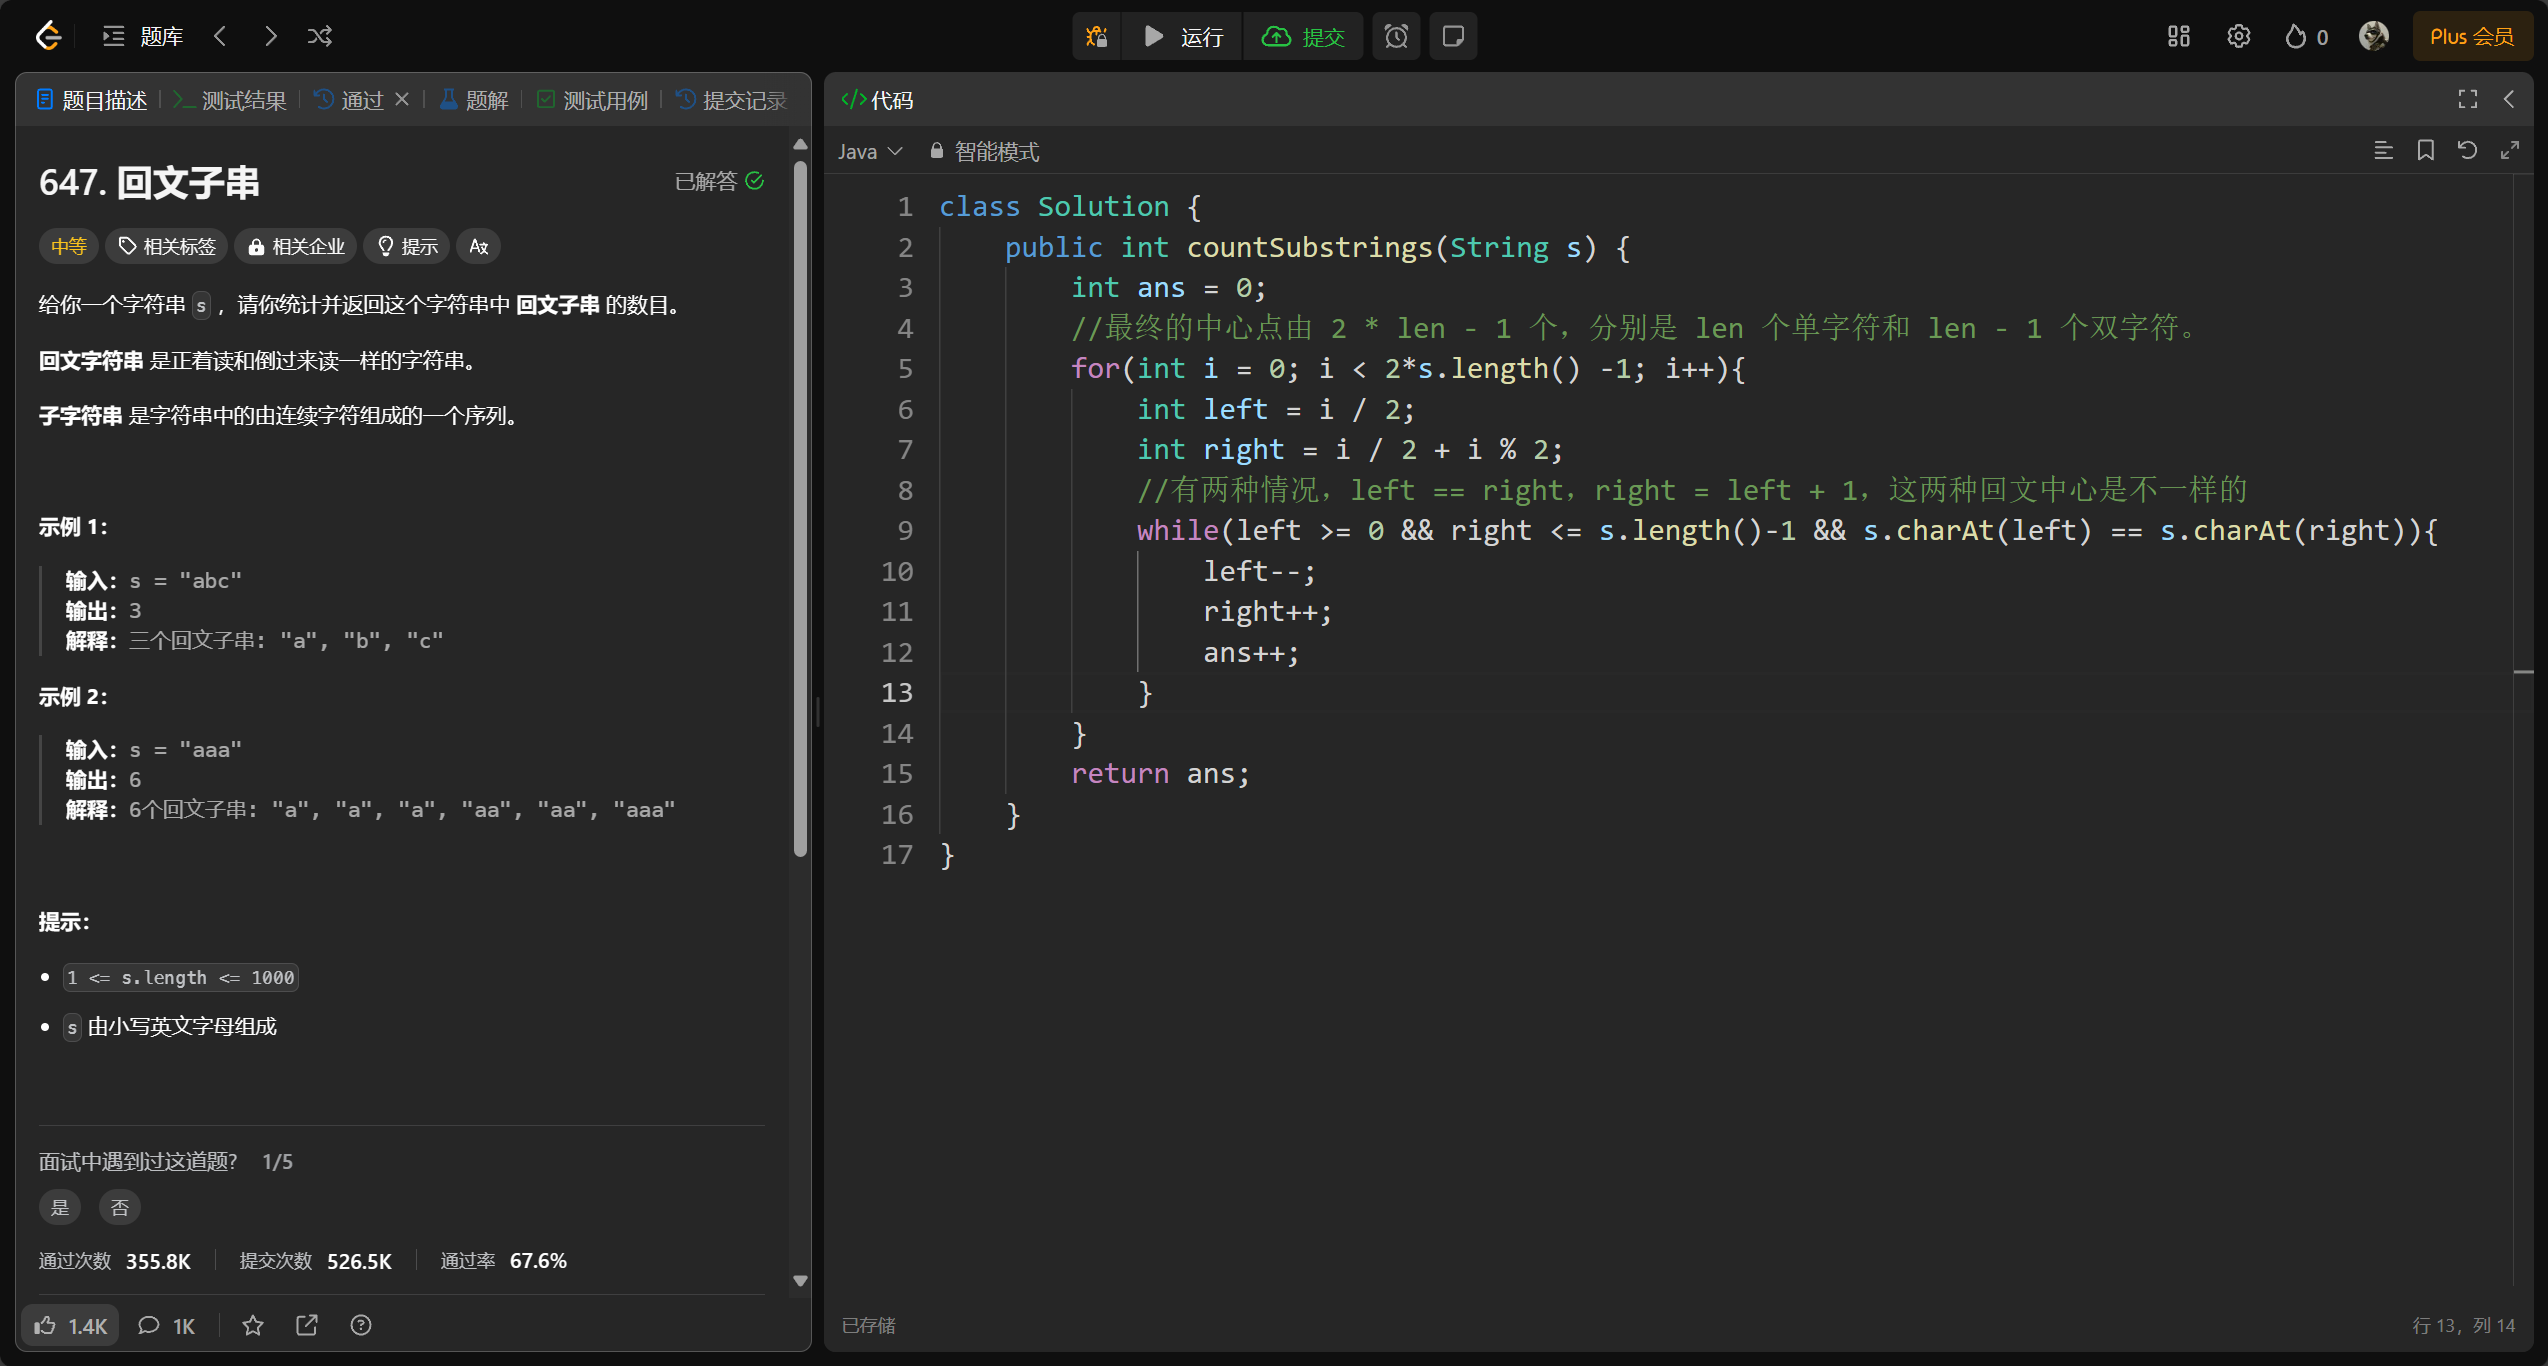 题库
运行
提交
0
Plus 会员
题目描述
测试结果
通过
题解
测试用例
提交记录
647. 回文子串
已解答
中等
相关标签
相关企业
提示
给你一个字符串 s ，请你统计并返回这个字符串中 回文子串 的数目。
回文字符串 是正着读和倒过来读一样的字符串。
子字符串 是字符串中的由连续字符组成的一个序列。
示例 1：
输入：s = "abc"
输出：3
解释：三个回文子串: "a", "b", "c"
示例 2：
输入：s = "aaa"
输出：6
解释：6个回文子串: "a", "a", "a", "aa", "aa", "aaa"
提示：
1 <= s.length <= 1000
s 由小写英文字母组成
面试中遇到过这道题? 1/5
是
否
通过次数 355.8K
提交次数 526.5K
通过率 67.6%
1.4K
1K
</> 代码
Java
智能模式
1 class Solution {
2     public int countSubstrings(String s) {
3         int ans = 0;
4         //最终的中心点由 2 * len - 1 个，分别是 len 个单字符和 len - 1 个双字符。
5         for(int i = 0; i < 2*s.length() -1; i++){
6             int left = i / 2;
7             int right = i / 2 + i % 2;
8             //有两种情况，left == right，right = left + 1，这两种回文中心是不一样的
9             while(left >= 0 && right <= s.length()-1 && s.charAt(left) == s.charAt(right)){
10                 left--;
11                 right++;
12                 ans++;
13             }
14         }
15         return ans;
16     }
17 }
已存储
行 13，列 14